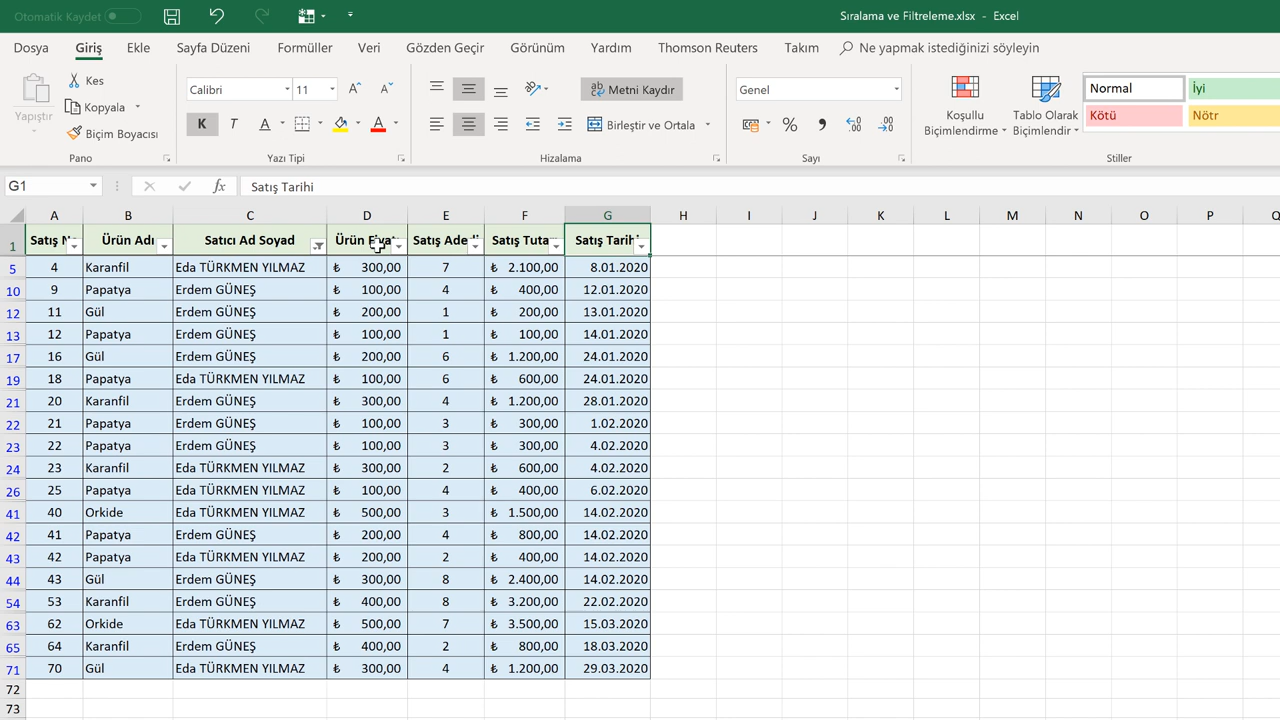 Otomatik Kaydet
Sıralama ve Filtreleme.xlsx - Excel
Dosya Giriş Ekle Sayfa Düzeni Formüller Veri Gözden Geçir Görünüm Yardım Thomson Reuters Takım Ne yapmak istediğinizi söyleyin
Yapıştır
Kes
Kopyala
Biçim Boyacısı
Pano
Calibri 11
K T A A
Yazı Tipi
Metni Kaydır
Birleştir ve Ortala
Hizalama
Genel
Sayı
Koşullu Biçimlendirme
Tablo Olarak Biçimlendir
Normal İyi
Kötü Nötr
Stiller
G1 fx Satış Tarihi
A B C D E F G H I J K L M N O P Q
1 Satış N Ürün Adı Satıcı Ad Soyad Ürün Fiyat Satış Adedi Satış Tuta Satış Tarihi
5 4 Karanfil Eda TÜRKMEN YILMAZ ₺ 300,00 7 ₺ 2.100,00 8.01.2020
10 9 Papatya Erdem GÜNEŞ ₺ 100,00 4 ₺ 400,00 12.01.2020
12 11 Gül Erdem GÜNEŞ ₺ 200,00 1 ₺ 200,00 13.01.2020
13 12 Papatya Erdem GÜNEŞ ₺ 100,00 1 ₺ 100,00 14.01.2020
17 16 Gül Erdem GÜNEŞ ₺ 200,00 6 ₺ 1.200,00 24.01.2020
19 18 Papatya Eda TÜRKMEN YILMAZ ₺ 100,00 6 ₺ 600,00 24.01.2020
21 20 Karanfil Erdem GÜNEŞ ₺ 300,00 4 ₺ 1.200,00 28.01.2020
22 21 Papatya Erdem GÜNEŞ ₺ 100,00 3 ₺ 300,00 1.02.2020
23 22 Papatya Erdem GÜNEŞ ₺ 100,00 3 ₺ 300,00 4.02.2020
24 23 Karanfil Eda TÜRKMEN YILMAZ ₺ 300,00 2 ₺ 600,00 4.02.2020
26 25 Papatya Eda TÜRKMEN YILMAZ ₺ 100,00 4 ₺ 400,00 6.02.2020
41 40 Orkide Eda TÜRKMEN YILMAZ ₺ 500,00 3 ₺ 1.500,00 14.02.2020
42 41 Papatya Erdem GÜNEŞ ₺ 200,00 4 ₺ 800,00 14.02.2020
43 42 Papatya Eda TÜRKMEN YILMAZ ₺ 200,00 2 ₺ 400,00 14.02.2020
44 43 Gül Erdem GÜNEŞ ₺ 300,00 8 ₺ 2.400,00 14.02.2020
54 53 Karanfil Erdem GÜNEŞ ₺ 400,00 8 ₺ 3.200,00 22.02.2020
63 62 Orkide Eda TÜRKMEN YILMAZ ₺ 500,00 7 ₺ 3.500,00 15.03.2020
65 64 Karanfil Erdem GÜNEŞ ₺ 400,00 2 ₺ 800,00 18.03.2020
71 70 Gül Eda TÜRKMEN YILMAZ ₺ 300,00 4 ₺ 1.200,00 29.03.2020
72
73